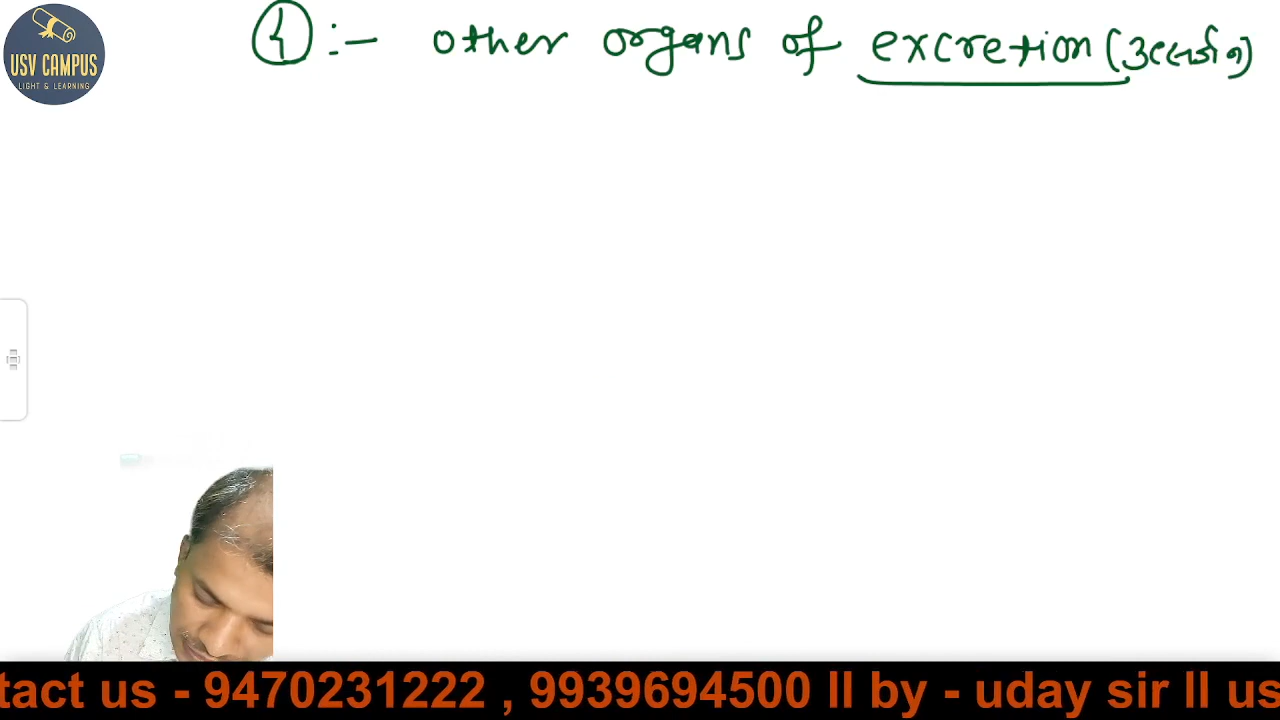 { :- other organs of excretion (उत्सर्जन)
USV CAMPUS
LIGHT & LEARNING
tact us - 9470231222 , 9939694500 ll by - uday sir ll us